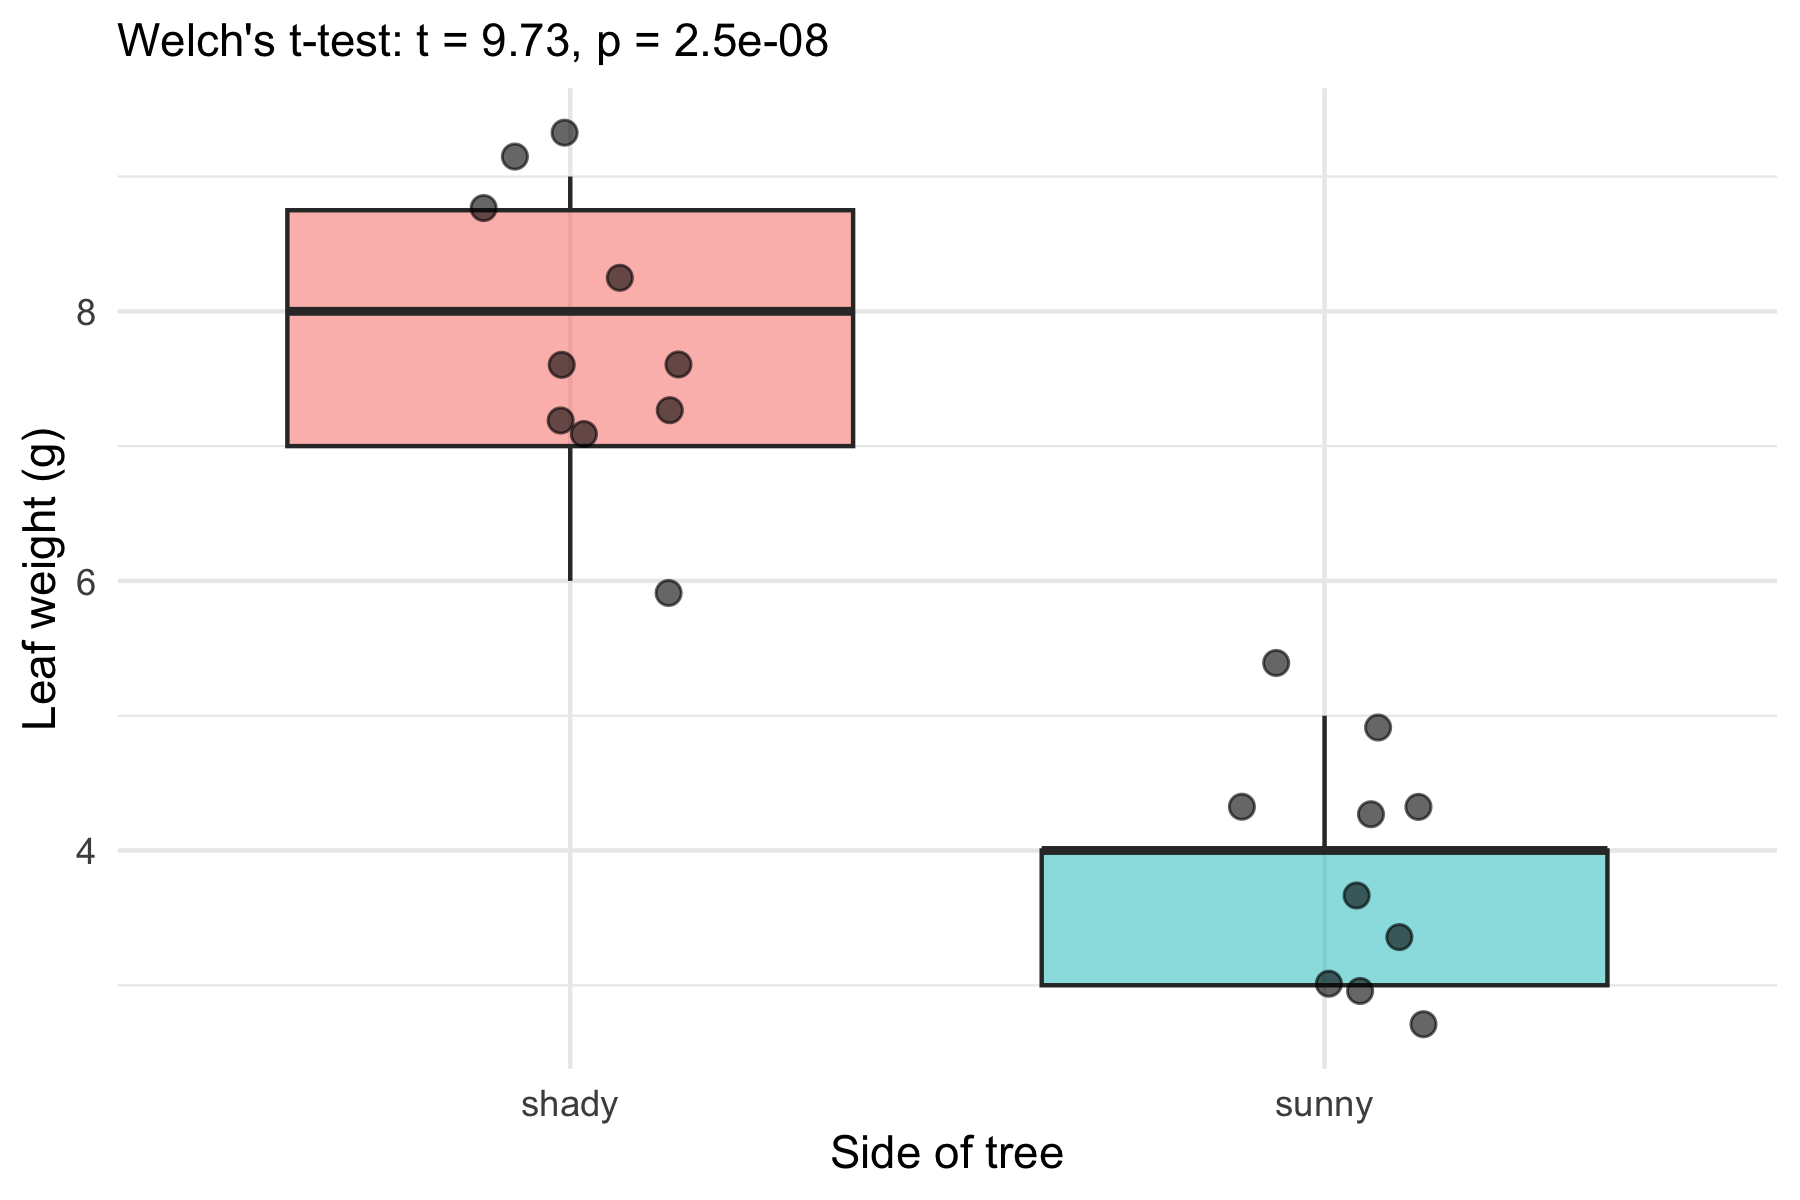 Welch's t-test: t = 9.73, p = 2.5e-08
8
6
4
Leaf weight (g)
shady
sunny
Side of tree